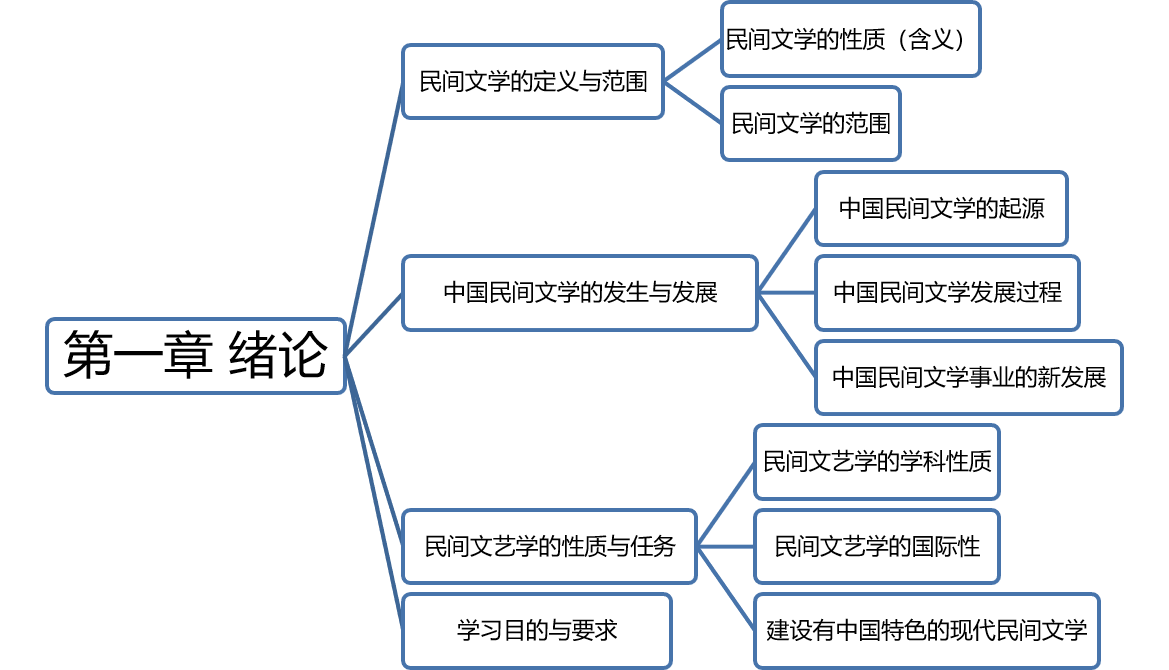 第一章 绪论
民间文学的定义与范围
民间文学的性质（含义）
民间文学的范围
中国民间文学的发生与发展
中国民间文学的起源
中国民间文学发展过程
中国民间文学事业的新发展
民间文艺学的性质与任务
民间文艺学的学科性质
民间文艺学的国际性
建设有中国特色的现代民间文学
学习目的与要求